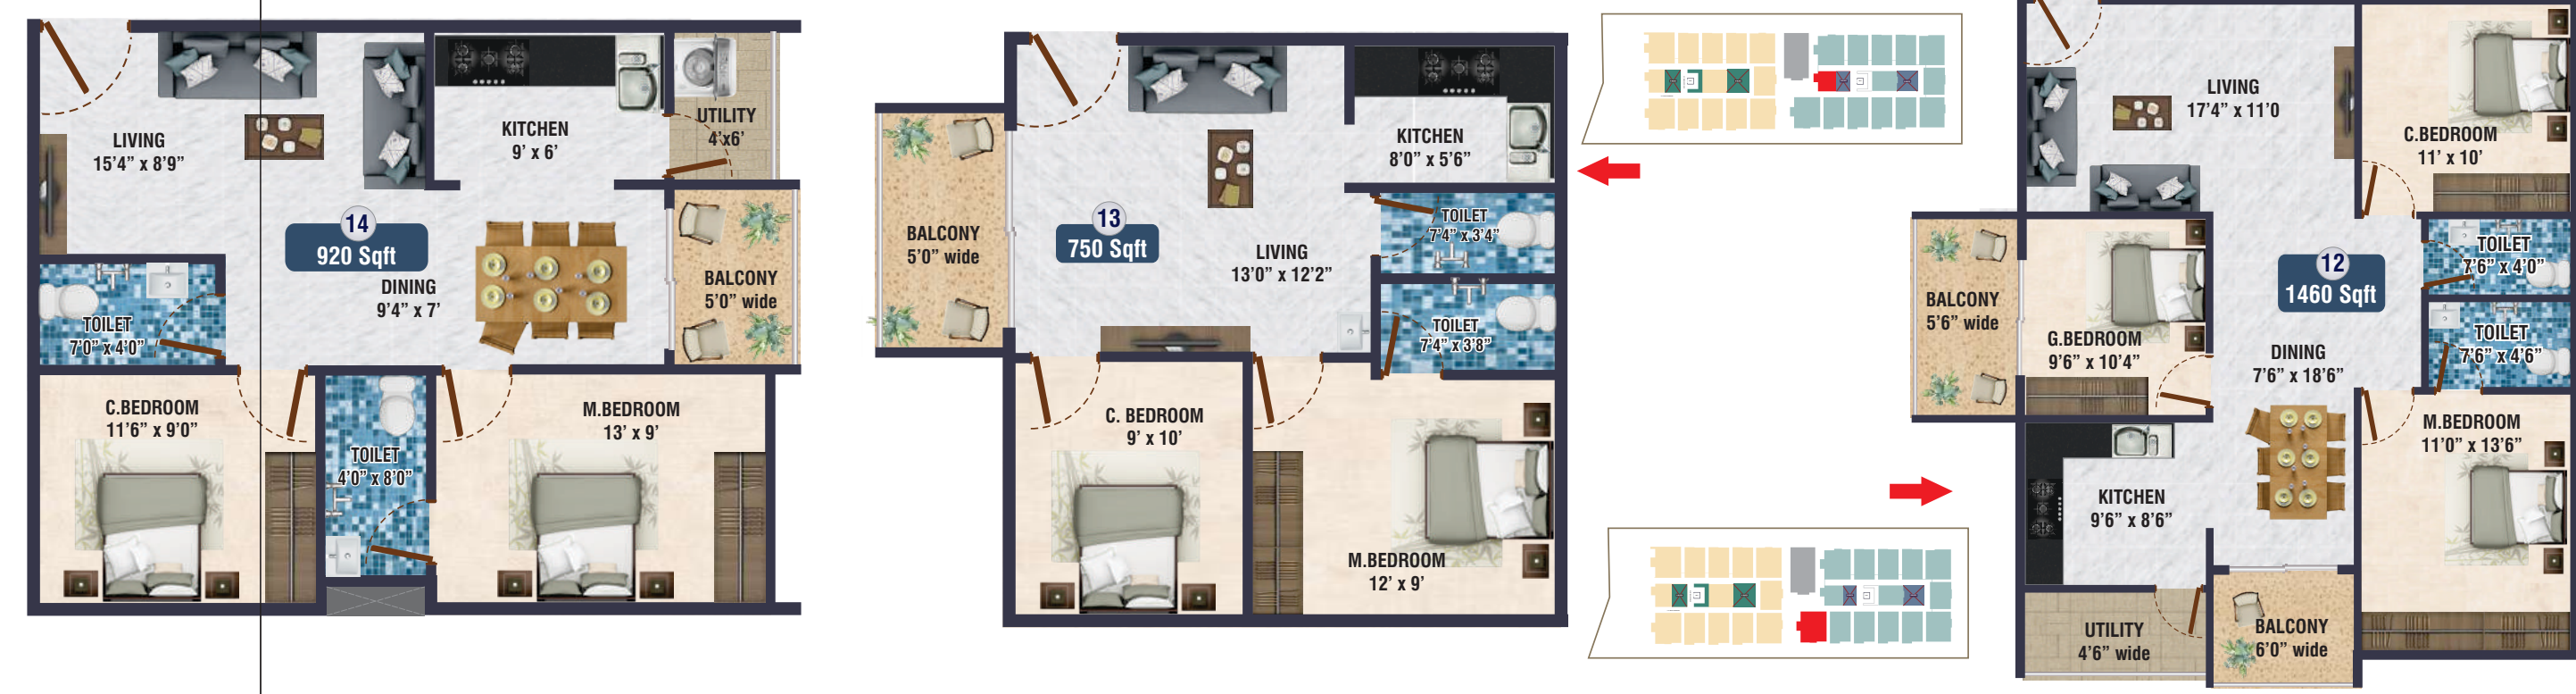 LIVING
15'4" x 8'9"
KITCHEN
9' x 6'
UTILITY
4'x6'
14
920 Sqft
DINING
9'4" x 7'
BALCONY
5'0" wide
TOILET
7'0" x 4'0"
C.BEDROOM
11'6" x 9'0"
TOILET
4'0" x 8'0"
M.BEDROOM
13' x 9'
BALCONY
5'0" wide
13
750 Sqft
LIVING
13'0" x 12'2"
KITCHEN
8'0" x 5'6"
TOILET
7'4" x 3'4"
TOILET
7'4" x 3'8"
C. BEDROOM
9' x 10'
M.BEDROOM
12' x 9'
LIVING
17'4" x 11'0
C.BEDROOM
11' x 10'
BALCONY
5'6" wide
G.BEDROOM
9'6" x 10'4"
12
1460 Sqft
TOILET
7'6" x 4'0"
TOILET
7'6" x 4'6"
DINING
7'6" x 18'6"
M.BEDROOM
11'0" x 13'6"
KITCHEN
9'6" x 8'6"
UTILITY
4'6" wide
BALCONY
6'0" wide